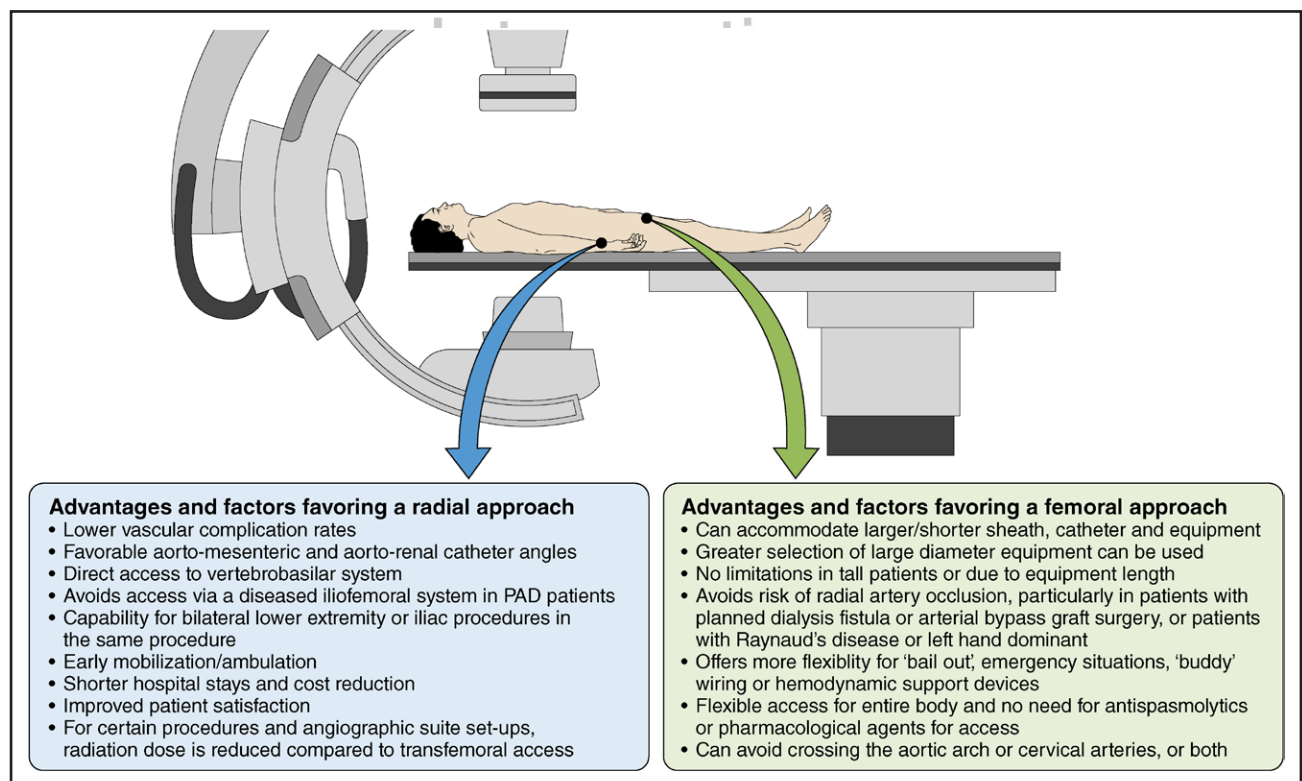 Advantages and factors favoring a radial approach
• Lower vascular complication rates
• Favorable aorto-mesenteric and aorto-renal catheter angles
• Direct access to vertebrobasilar system
• Avoids access via a diseased iliofemoral system in PAD patients
• Capability for bilateral lower extremity or iliac procedures in
the same procedure
• Early mobilization/ambulation
• Shorter hospital stays and cost reduction
• Improved patient satisfaction
• For certain procedures and angiographic suite set-ups,
radiation dose is reduced compared to transfemoral access
Advantages and factors favoring a femoral approach
• Can accommodate larger/shorter sheath, catheter and equipment
• Greater selection of large diameter equipment can be used
• No limitations in tall patients or due to equipment length
• Avoids risk of radial artery occlusion, particularly in patients with
planned dialysis fistula or arterial bypass graft surgery, or patients
with Raynaud’s disease or left hand dominant
• Offers more flexiblity for ‘bail out’, emergency situations, ‘buddy’
wiring or hemodynamic support devices
• Flexible access for entire body and no need for antispasmolytics
or pharmacological agents for access
• Can avoid crossing the aortic arch or cervical arteries, or both